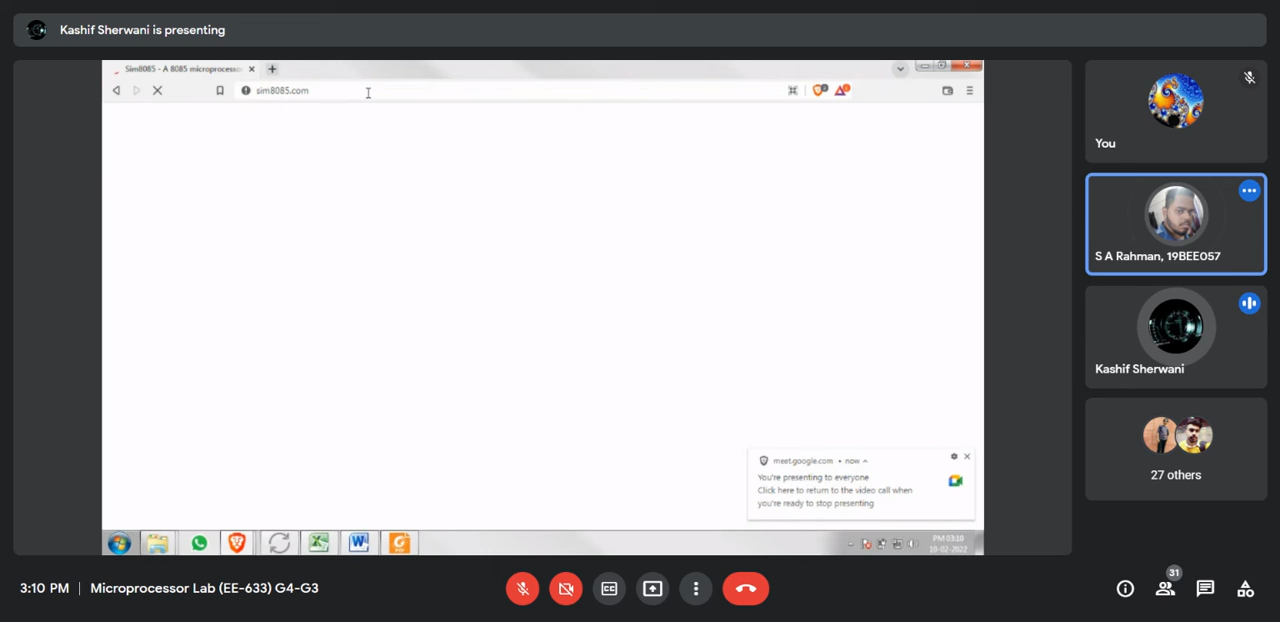 Kashif Sherwani is presenting
Sim8085 - A 8085 microprocessor
sim8085.com
You
S A Rahman, 19BEE057
Kashif Sherwani
27 others
meet.google.com • now
You're presenting to everyone
Click here to return to the video call when
you're ready to stop presenting
PM 03:10
10-02-2022
3:10 PM | Microprocessor Lab (EE-633) G4-G3
31